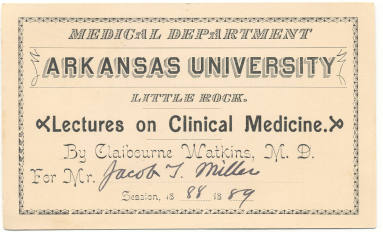 MEDICAL DEPARTMENT
ARKANSAS UNIVERSITY
LITTLE ROCK.
Lectures on Clinical Medicine.
By Claibourne Watkins, M. D.
For Mr. Jacob T. Miller
Session, 1888 1889